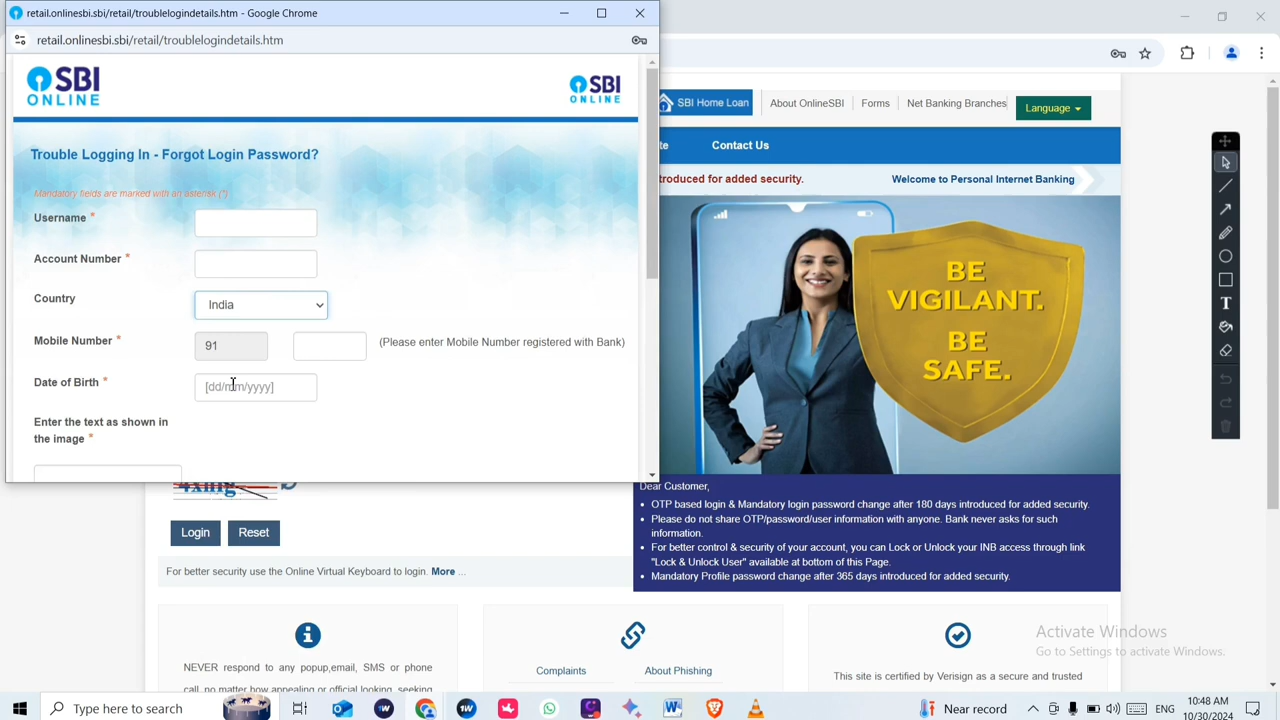 retail.onlinesbi.sbi/retail/troublelogindetails.htm - Google Chrome
retail.onlinesbi.sbi/retail/troublelogindetails.htm
SBI
ONLINE
SBI
ONLINE
Trouble Logging In - Forgot Login Password?
Mandatory fields are marked with an asterisk (*)
Username *
Account Number *
Country
India
Mobile Number *
91
(Please enter Mobile Number registered with Bank)
Date of Birth *
[dd/mm/yyyy]
Enter the text as shown in
the image *
SBI Home Loan
About OnlineSBI
Forms
Net Banking Branches
Language
te
Contact Us
troduced for added security.
Welcome to Personal Internet Banking
BE
VIGILANT.
BE
SAFE.
Dear Customer,
• OTP based login & Mandatory login password change after 180 days introduced for added security.
• Please do not share OTP/password/user information with anyone. Bank never asks for such
information.
• For better control & security of your account, you can Lock or Unlock your INB access through link
"Lock & Unlock User" available at bottom of this Page.
• Mandatory Profile password change after 365 days introduced for added security.
Login
Reset
For better security use the Online Virtual Keyboard to login. More ...
NEVER respond to any popup,email, SMS or phone
call, no matter how appealing or official looking, seeking
Complaints
About Phishing
This site is certified by Verisign as a secure and trusted
Activate Windows
Go to Settings to activate Windows.
T
Type here to search
Near record
ENG
10:48 AM
10/30/2024